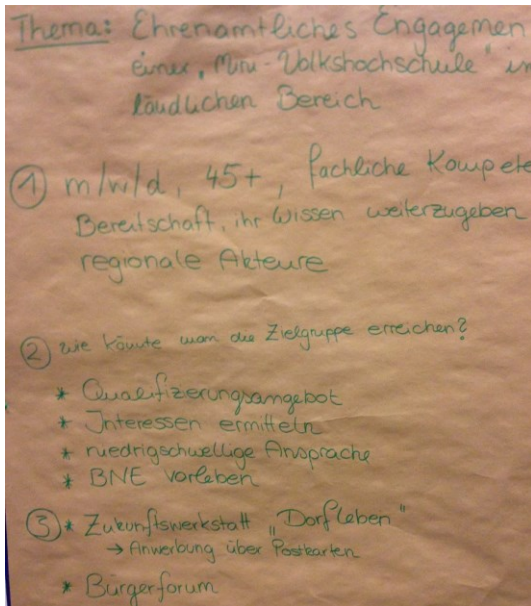 Thema: Ehrenamtliches Engagemen
einer „Mini-Volkshochschule" in
ländlichen Bereich
① m/w/d, 45+, fachliche Kompete
Bereitschaft, ihr Wissen weiterzugeben
regionale Akteure
② wie könnte man die Zielgruppe erreichen?
* Qualifizierungsangebot
* Interessen ermitteln
* niedrigschwellige Ansprache
* BNE vorleben
③ * Zukunftswerkstatt „Dorfleben"
→ Anwerbung über Postkarten
* Bürgerforum